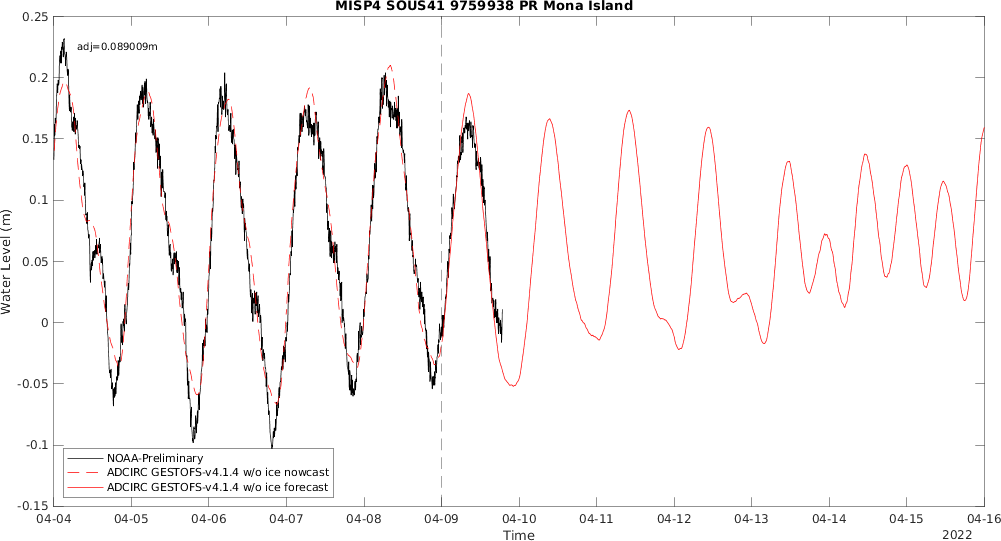 MISP4 SOUS41 9759938 PR Mona Island
0.25
adj=0.089009m
0.2
0.15
0.1
0.05
0
-0.05
-0.1
-0.15
Water Level (m)
NOAA-Preliminary
ADCIRC GESTOFS-v4.1.4 w/o ice nowcast
ADCIRC GESTOFS-v4.1.4 w/o ice forecast
04-04 04-05 04-06 04-07 04-08 04-09 04-10 04-11 04-12 04-13 04-14 04-15 04-16
Time
2022